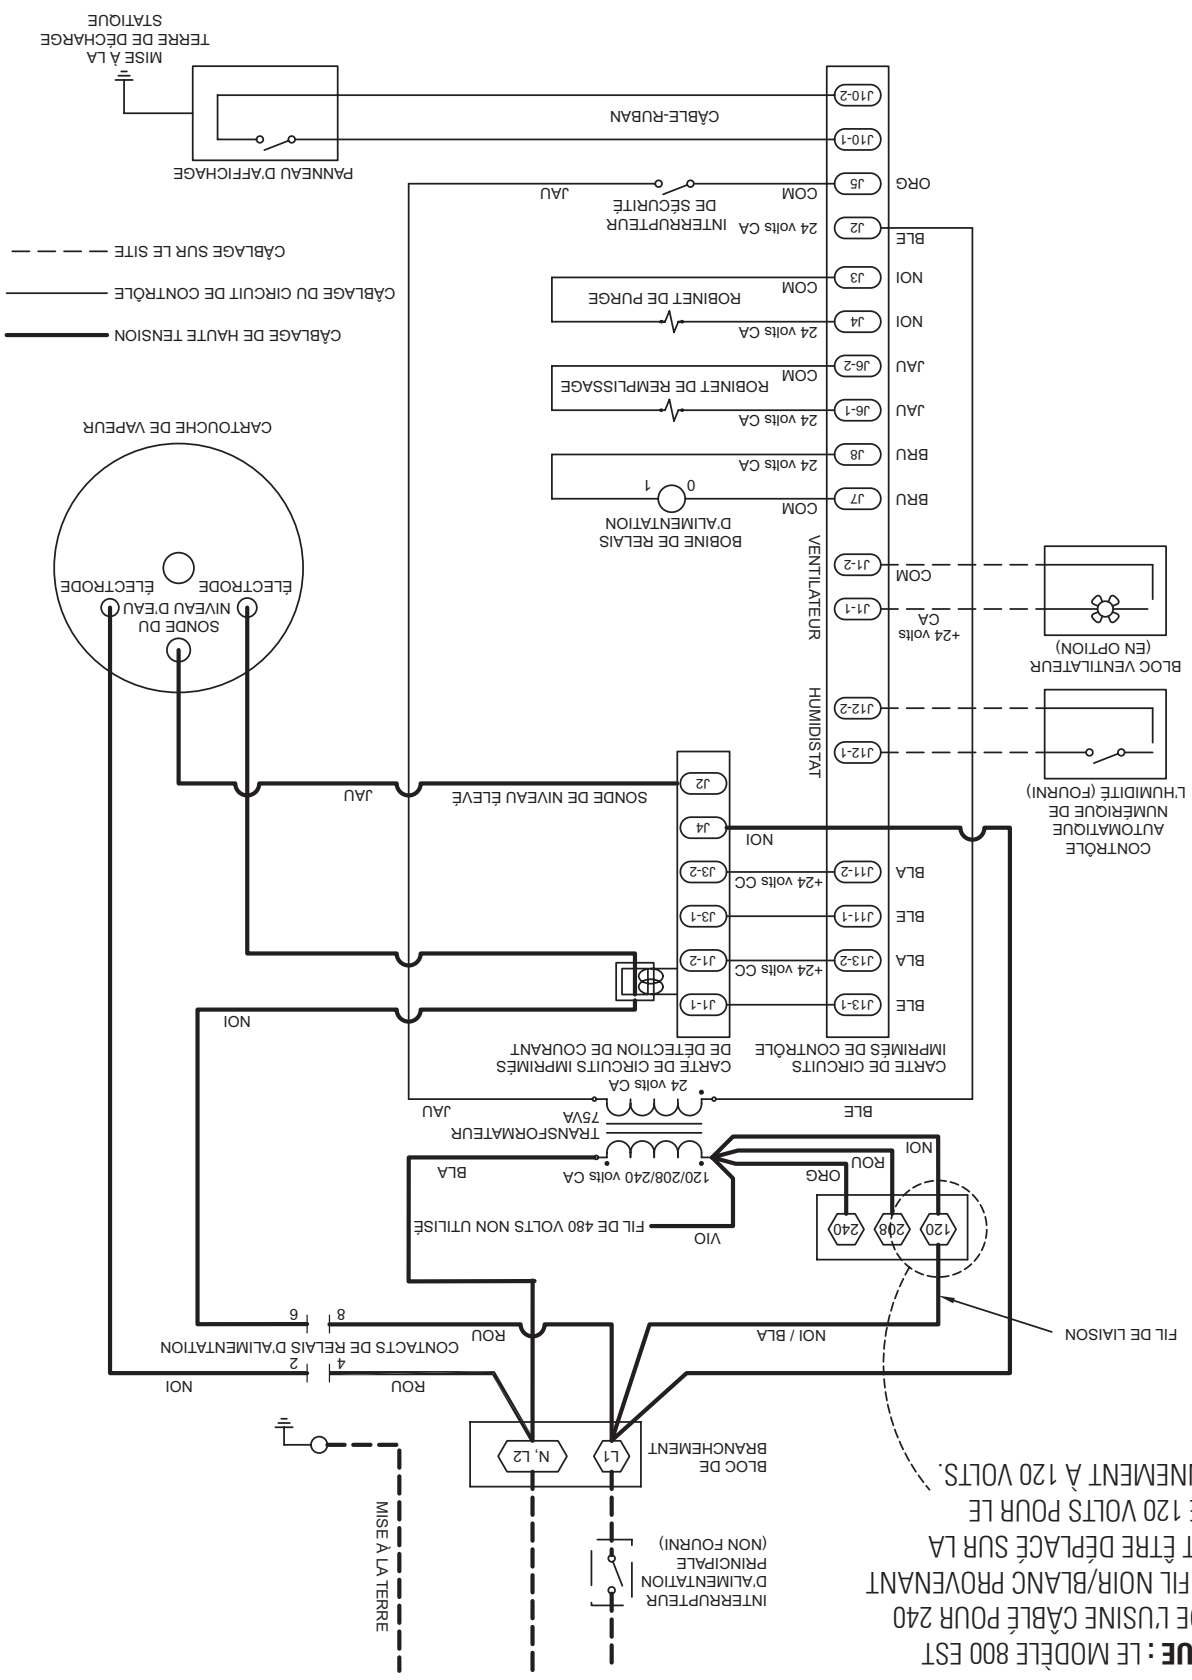 UE : LE MODÈLE 800 EST
DE L'USINE CÂBLÉ POUR 240
FIL NOIR/BLANC PROVENANT
T ÊTRE DÉPLACÉ SUR LA
E 120 VOLTS POUR LE
NNEMENT À 120 VOLTS.
INTERRUPTEUR
D'ALIMENTATION
PRINCIPALE
(NON FOURNI)
MISE À LA TERRE
BLOC DE
BRANCHEMENT
L1
N, L2
FIL DE LIAISON
NOI / BLA
ROU
ROU
4
2
NOI
CONTACTS DE RELAIS D'ALIMENTATION
8
6
120
208
240
VIO
FIL DE 480 VOLTS NON UTILISÉ
NOI
ROU
ORG
120/208/240 volts CA
BLA
TRANSFORMATEUR
75VA
24 volts CA
BLE
JAU
CARTE DE CIRCUITS
IMPRIMÉS DE CONTRÔLE
CARTE DE CIRCUITS IMPRIMÉS
DE DÉTECTION DE COURANT
NOI
BLE
J13-1
J1-1
BLA
J13-2
+24 volts CC
J1-2
BLE
J11-1
J3-1
BLA
J11-2
+24 volts CC
J3-2
NOI
J4
J2
SONDE DE NIVEAU ÉLEVÉ
JAU
CONTRÔLE
AUTOMATIQUE
NUMÉRIQUE DE
L'HUMIDITÉ (FOURNI)
J12-1
J12-2
HUMIDISTAT
BLOC VENTILATEUR
(EN OPTION)
+24 volts
CA
J1-1
COM
J1-2
VENTILATEUR
SONDE DU
NIVEAU D'EAU
ÉLECTRODE
ÉLECTRODE
CARTOUCHE DE VAPEUR
BOBINE DE RELAIS
D'ALIMENTATION
BRU
J7
COM
0
1
BRU
J8
24 volts CA
JAU
J6-1
24 volts CA
ROBINET DE REMPLISSAGE
JAU
J6-2
COM
NOI
J4
24 volts CA
ROBINET DE PURGE
NOI
J3
COM
CÂBLAGE DE HAUTE TENSION
CÂBLAGE DU CIRCUIT DE CONTRÔLE
CÂBLAGE SUR LE SITE
BLE
J2
24 volts CA
INTERRUPTEUR
DE SÉCURITÉ
ORG
J5
COM
JAU
J10-1
CÂBLE-RUBAN
J10-2
PANNEAU D'AFFICHAGE
MISE À LA
TERRE DE DÉCHARGE
STATIQUE